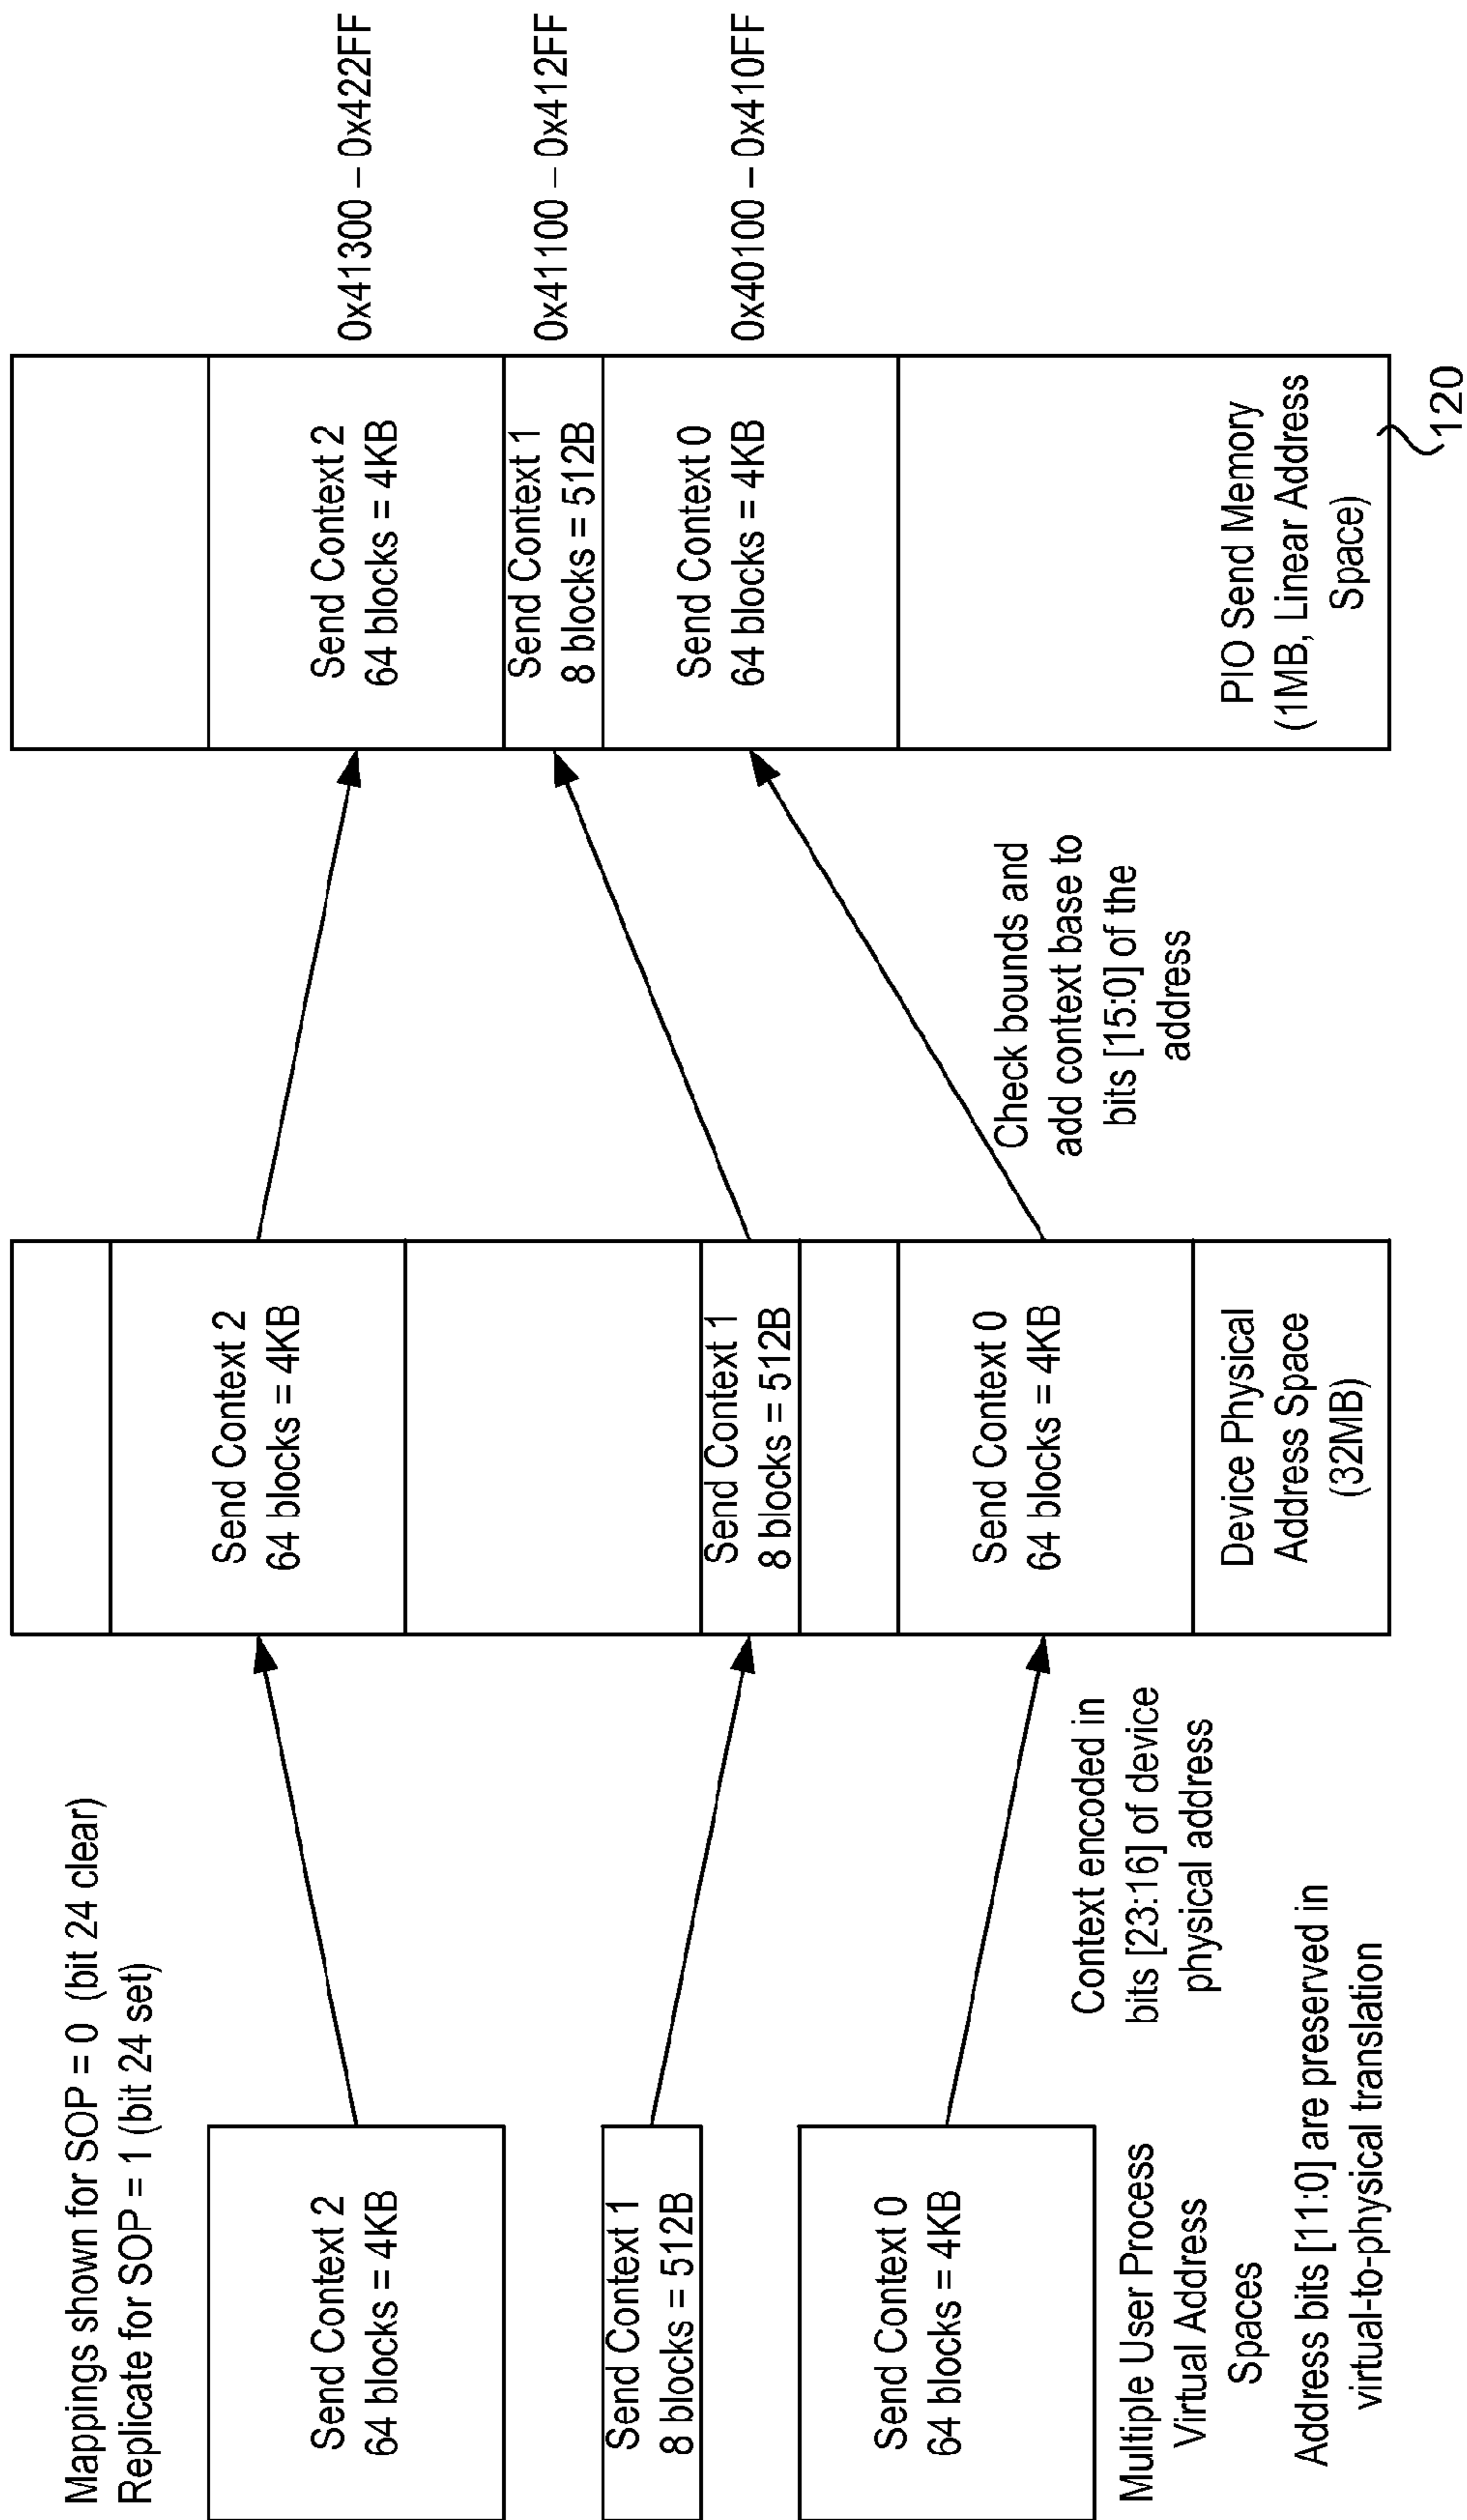 Mappings shown for SOP = 0 (bit 24 clear)
Replicate for SOP = 1 (bit 24 set)
Send Context 2
64 blocks = 4KB
Send Context 1
8 blocks = 512B
Send Context 0
64 blocks = 4KB
Multiple User Process
Virtual Address
Spaces
Address bits [11:0] are preserved in
virtual-to-physical translation
Context encoded in
bits [23:16] of device
physical address
Send Context 2
64 blocks = 4KB
Send Context 1
8 blocks = 512B
Send Context 0
64 blocks = 4KB
Device Physical
Address Space
(32MB)
Check bounds and
add context base to
bits [15:0] of the
address
Send Context 2
64 blocks = 4KB
Send Context 1
8 blocks = 512B
Send Context 0
64 blocks = 4KB
PIO Send Memory
(1MB, Linear Address
Space)
120
0x41300 – 0x422FF
0x41100 – 0x412FF
0x40100 – 0x410FF